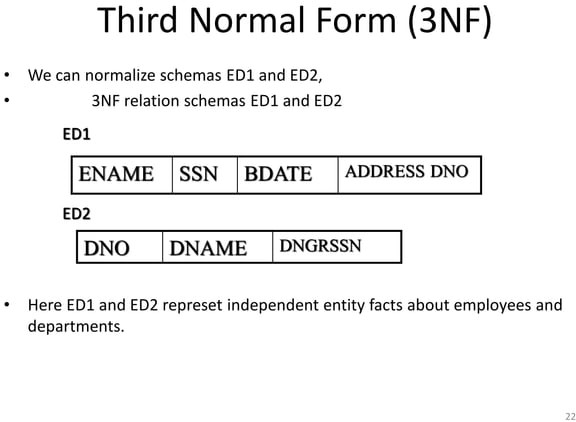 Third Normal Form (3NF)
• We can normalize schemas ED1 and ED2,
• 3NF relation schemas ED1 and ED2
ED1
ENAME SSN BDATE ADDRESS DNO
ED2
DNO DNAME DNGRSSN
• Here ED1 and ED2 represet independent entity facts about employees and
departments.
22